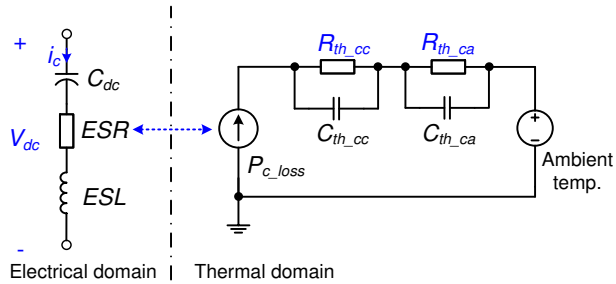 +
i_c
C_dc
V_dc
ESR
ESL
-
Electrical domain
R_th_cc
R_th_ca
C_th_cc
C_th_ca
P_c_loss
+
-
Ambient
temp.
Thermal domain